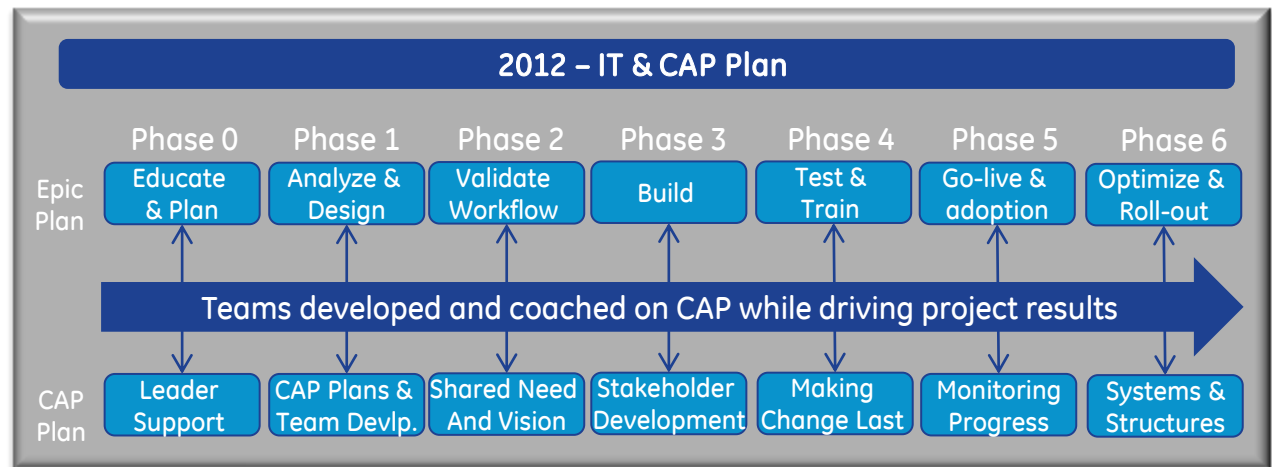 2012 – IT & CAP Plan
Phase 0
Phase 1
Phase 2
Phase 3
Phase 4
Phase 5
Phase 6
Epic
Plan
Educate
& Plan
Analyze &
Design
Validate
Workflow
Build
Test &
Train
Go-live &
adoption
Optimize &
Roll-out
Teams developed and coached on CAP while driving project results
CAP
Plan
Leader
Support
CAP Plans &
Team Devlp.
Shared Need
And Vision
Stakeholder
Development
Making
Change Last
Monitoring
Progress
Systems &
Structures